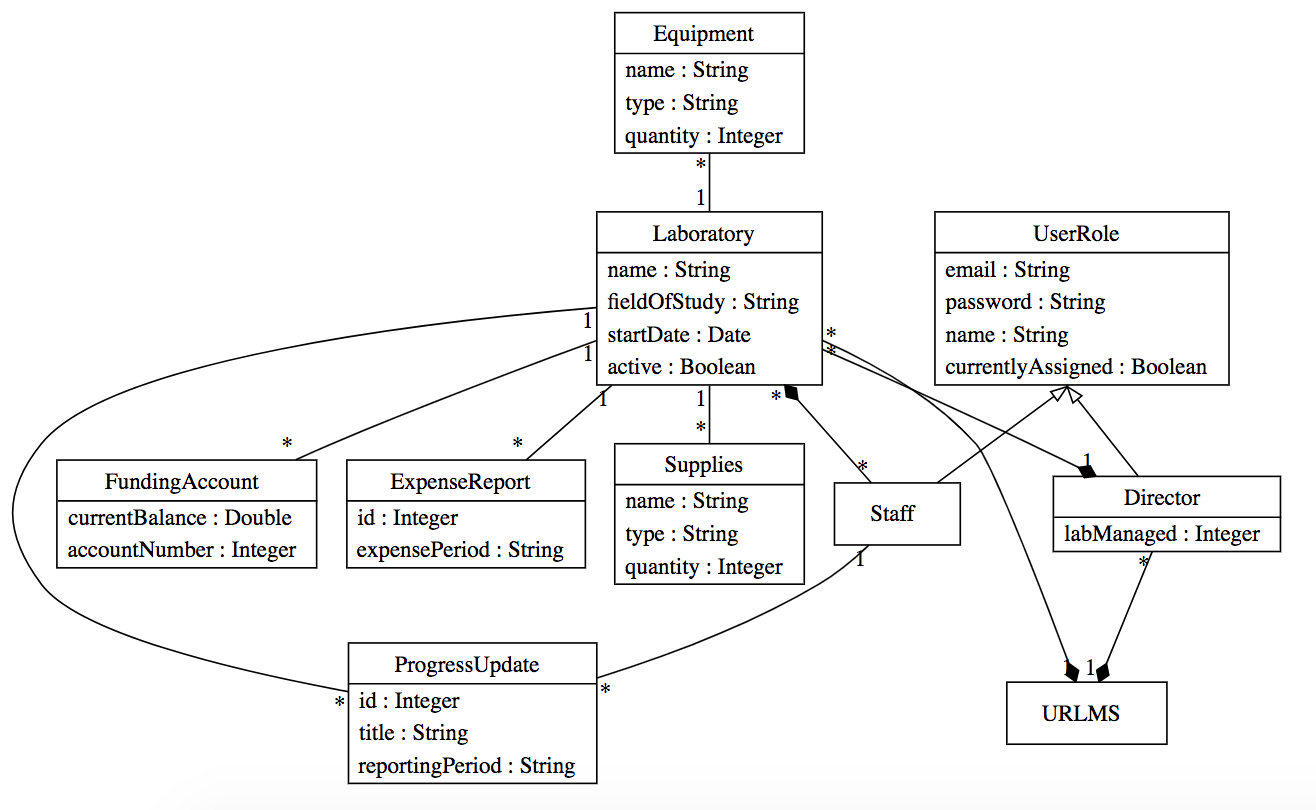 Equipment
name : String
type : String
quantity : Integer
*
1
Laboratory
name : String
fieldOfStudy : String
startDate : Date
active : Boolean
UserRole
email : String
password : String
name : String
currentlyAssigned : Boolean
1
1
1
1
*
*
*
*
*
*
*
1
FundingAccount
currentBalance : Double
accountNumber : Integer
ExpenseReport
id : Integer
expensePeriod : String
Supplies
name : String
type : String
quantity : Integer
Staff
Director
labManaged : Integer
1
*
ProgressUpdate
id : Integer
title : String
reportingPeriod : String
*
*
1
1
URLMS